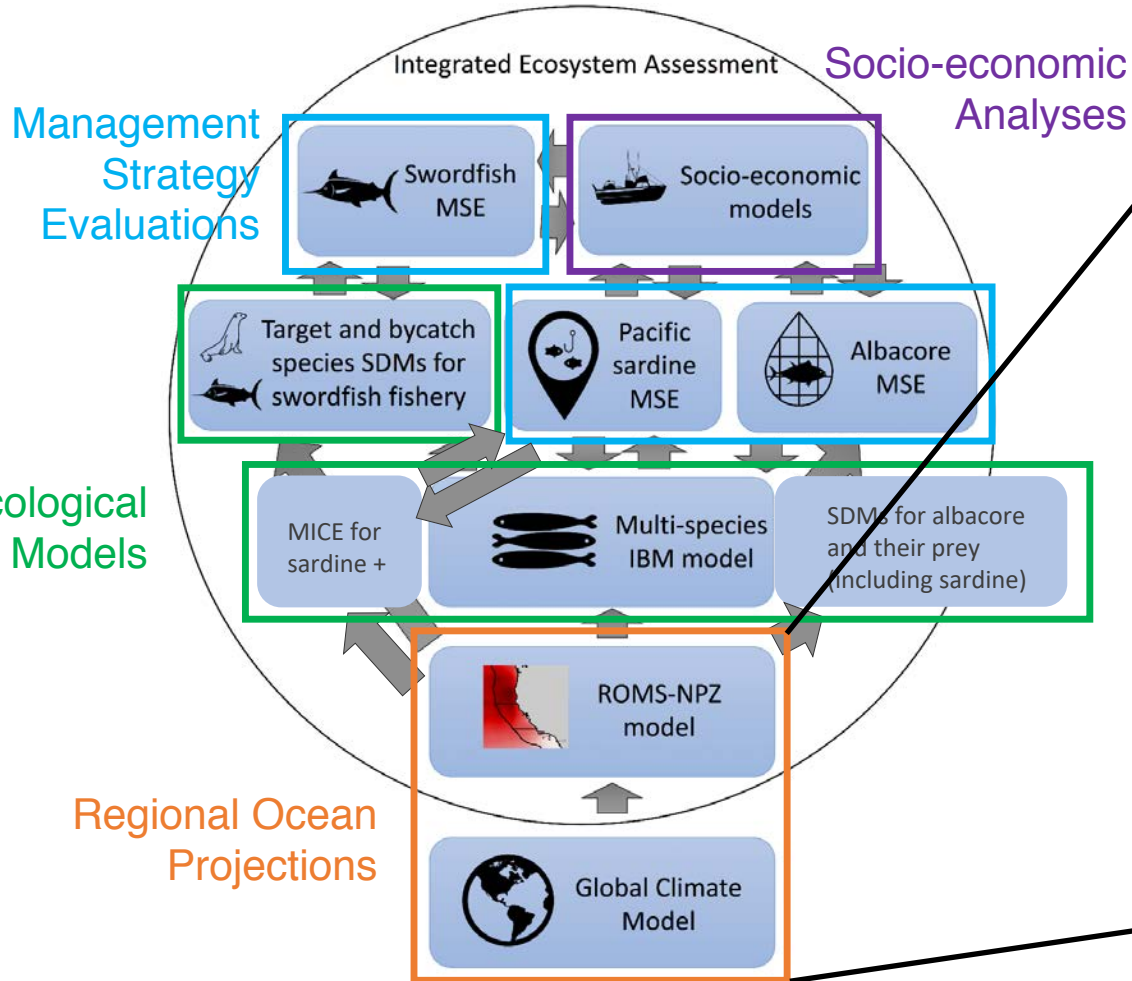 Integrated Ecosystem Assessment
Socio-economic
Analyses
Management
Strategy
Evaluations
Swordfish
MSE
Socio-economic
models
Target and bycatch
species SDMs for
swordfish fishery
Pacific
sardine
MSE
Albacore
MSE
cological
Models
MICE for
sardine +
Multi-species
IBM model
SDMs for albacore
and their prey
(including sardine)
ROMS-NPZ
model
Regional Ocean
Projections
Global Climate
Model